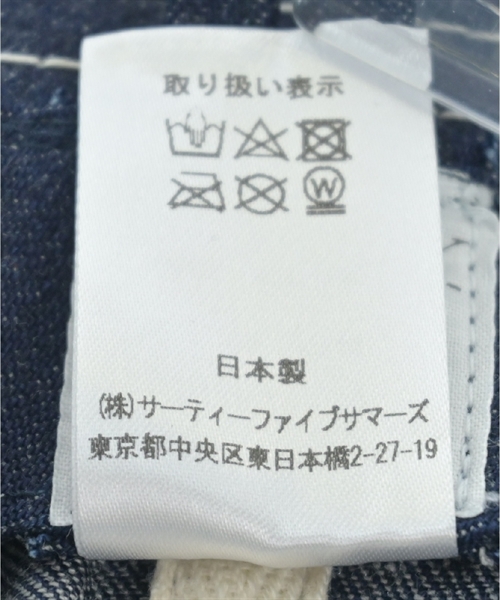 取り扱い表示
W
日本製
(株)サーティーファイブサマーズ
東京都中央区東日本橋2-27-19